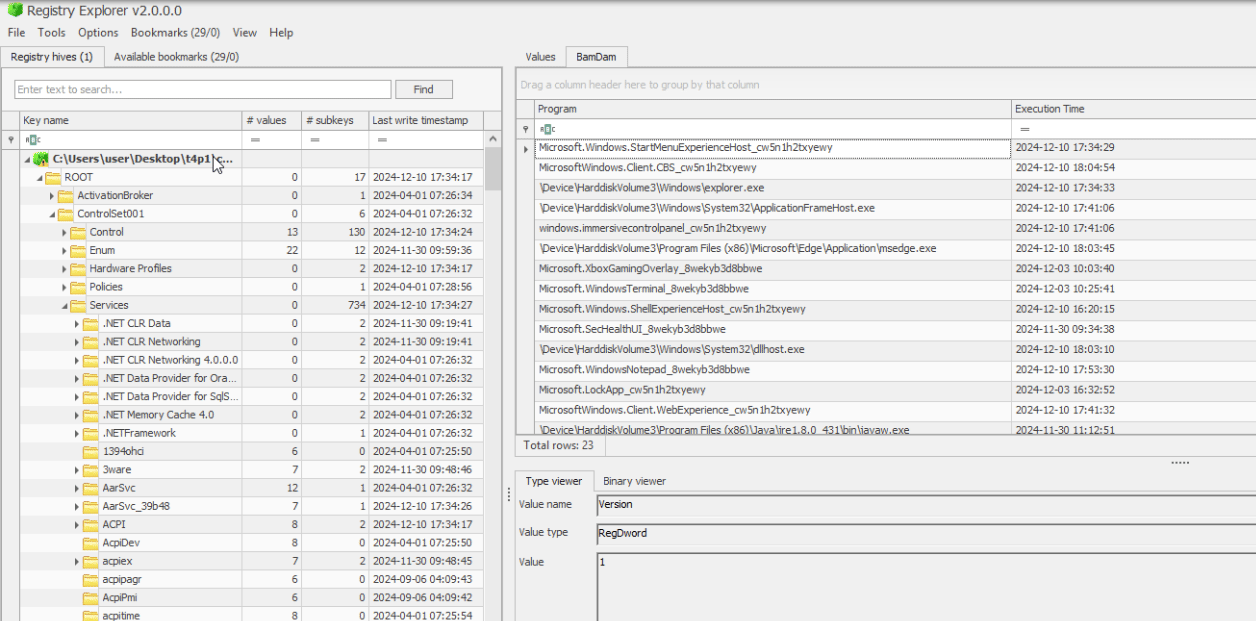 Registry Explorer v2.0.0.0
File Tools Options Bookmarks (29/0) View Help
Registry hives (1) Available bookmarks (29/0)
Enter text to search... Find
Key name # values # subkeys Last write timestamp
= = =
C:\Users\user\Desktop\t4p1\c...
ROOT 0 17 2024-12-10 17:34:17
ActivationBroker 0 1 2024-04-01 07:26:34
ControlSet001 0 6 2024-04-01 07:26:32
Control 13 130 2024-12-10 17:34:24
Enum 22 12 2024-11-30 09:59:36
Hardware Profiles 0 2 2024-12-10 17:34:17
Policies 0 1 2024-04-01 07:28:56
Services 0 734 2024-12-10 17:34:27
.NET CLR Data 0 2 2024-11-30 09:19:41
.NET CLR Networking 0 2 2024-11-30 09:19:41
.NET CLR Networking 4.0.0.0 0 2 2024-04-01 07:26:32
.NET Data Provider for Ora... 0 2 2024-04-01 07:26:32
.NET Data Provider for SqlS... 0 2 2024-04-01 07:26:32
.NET Memory Cache 4.0 0 2 2024-04-01 07:26:32
.NETFramework 0 1 2024-04-01 07:26:32
1394ohci 6 0 2024-04-01 07:25:50
3ware 7 2 2024-11-30 09:48:46
AarSvc 12 1 2024-04-01 07:26:32
AarSvc_39b48 7 1 2024-12-10 17:34:26
ACPI 8 2 2024-12-10 17:34:17
AcpiDev 8 0 2024-04-01 07:25:50
acpiex 7 2 2024-11-30 09:48:45
acpipagr 6 0 2024-09-06 04:09:43
AcpiPmi 6 0 2024-09-06 04:09:42
acpitime 8 0 2024-04-01 07:25:54
Values BamDam
Drag a column header here to group by that column
Program Execution Time
=
Microsoft.Windows.StartMenuExperienceHost_cw5n1h2txyewy 2024-12-10 17:34:29
MicrosoftWindows.Client.CBS_cw5n1h2txyewy 2024-12-10 18:04:54
\Device\HarddiskVolume3\Windows\explorer.exe 2024-12-10 17:34:33
\Device\HarddiskVolume3\Windows\System32\ApplicationFrameHost.exe 2024-12-10 17:41:06
windows.immersivecontrolpanel_cw5n1h2txyewy 2024-12-10 17:41:06
\Device\HarddiskVolume3\Program Files (x86)\Microsoft\Edge\Application\msedge.exe 2024-12-10 18:03:45
Microsoft.XboxGamingOverlay_8wekyb3d8bbwe 2024-12-03 10:03:40
Microsoft.WindowsTerminal_8wekyb3d8bbwe 2024-12-03 10:25:41
Microsoft.Windows.ShellExperienceHost_cw5n1h2txyewy 2024-12-10 16:20:15
Microsoft.SecHealthUI_8wekyb3d8bbwe 2024-11-30 09:34:38
\Device\HarddiskVolume3\Windows\System32\dllhost.exe 2024-12-10 18:03:10
Microsoft.WindowsNotepad_8wekyb3d8bbwe 2024-12-10 17:53:30
Microsoft.LockApp_cw5n1h2txyewy 2024-12-03 16:32:52
MicrosoftWindows.Client.WebExperience_cw5n1h2txyewy 2024-12-10 17:41:32
\Device\HarddiskVolume3\Program Files (x86)\Java\jre1.8.0_431\bin\javaw.exe 2024-11-30 11:12:51
Total rows: 23
Type viewer Binary viewer
Value name Version
Value type RegDword
Value 1